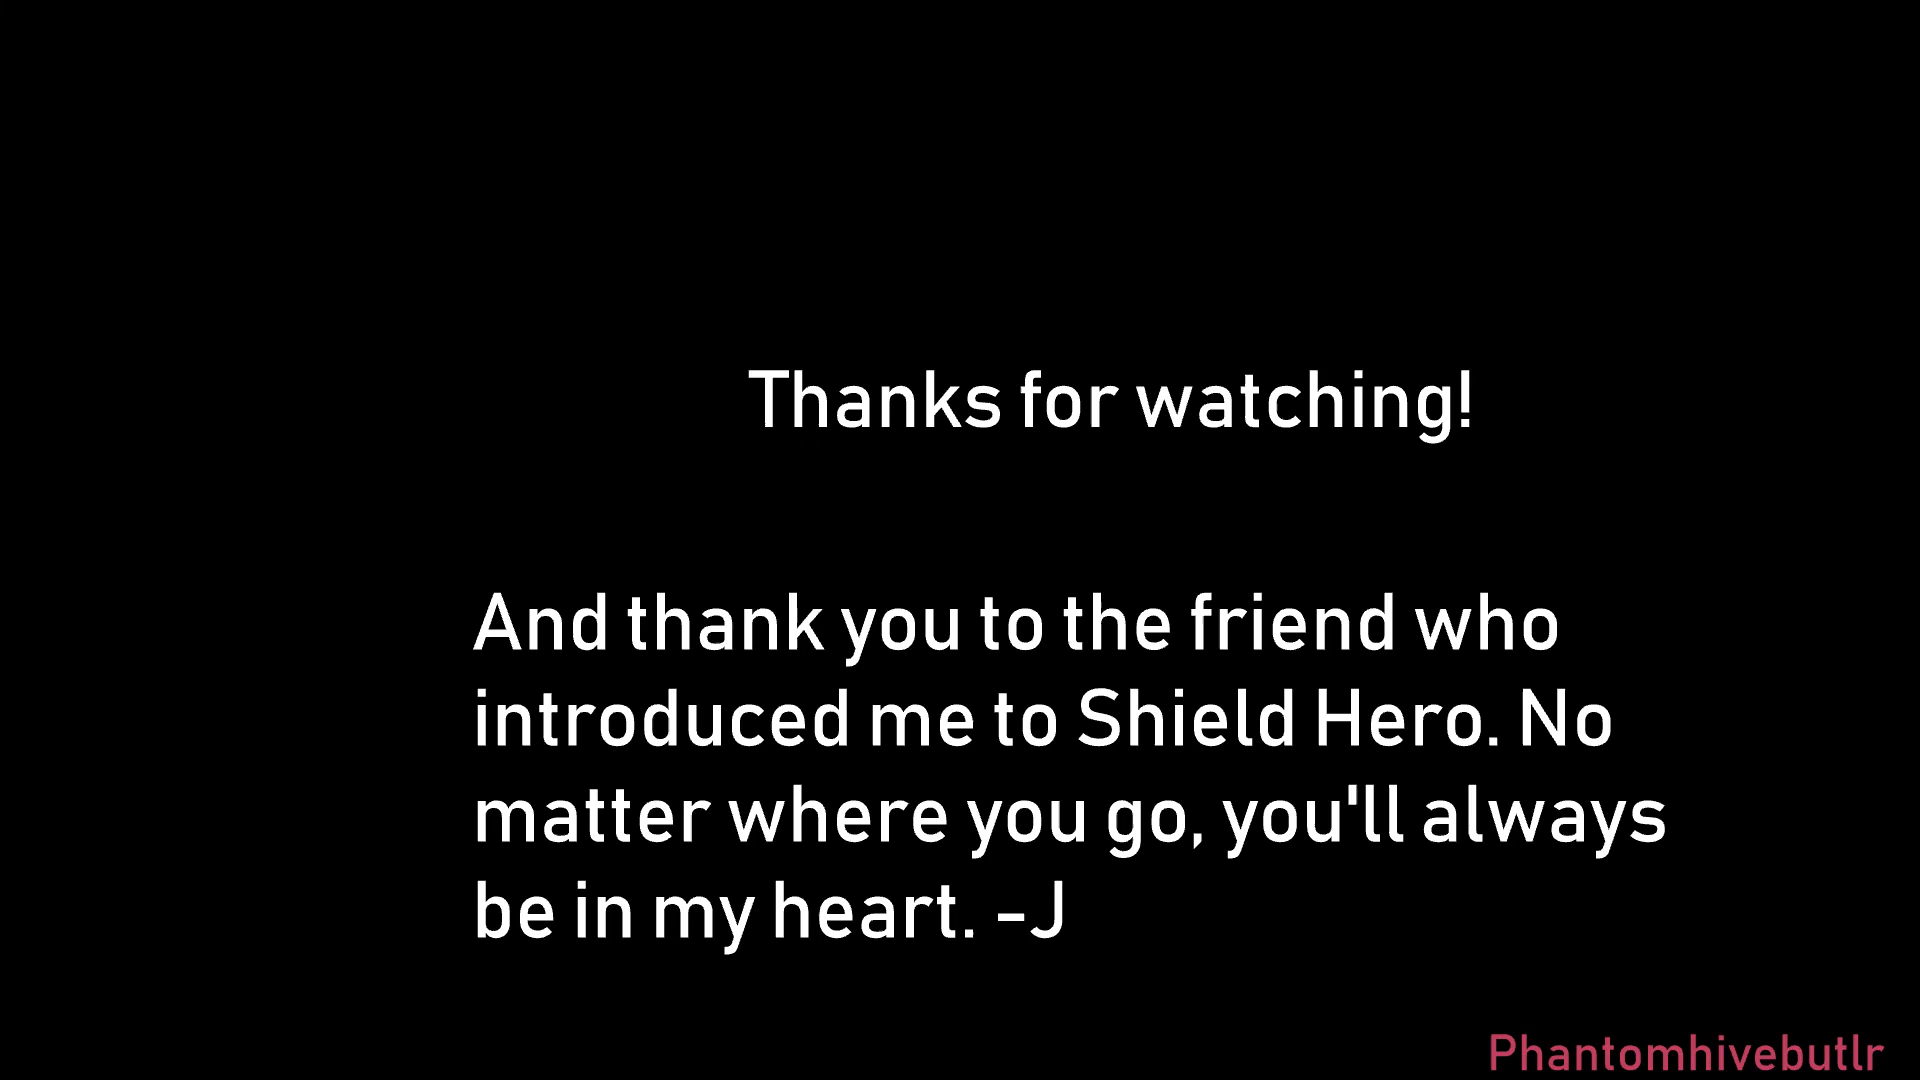 Thanks for watching!
And thank you to the friend who
introduced me to Shield Hero. No
matter where you go, you'll always
be in my heart. -J
Phantomhivebutlr